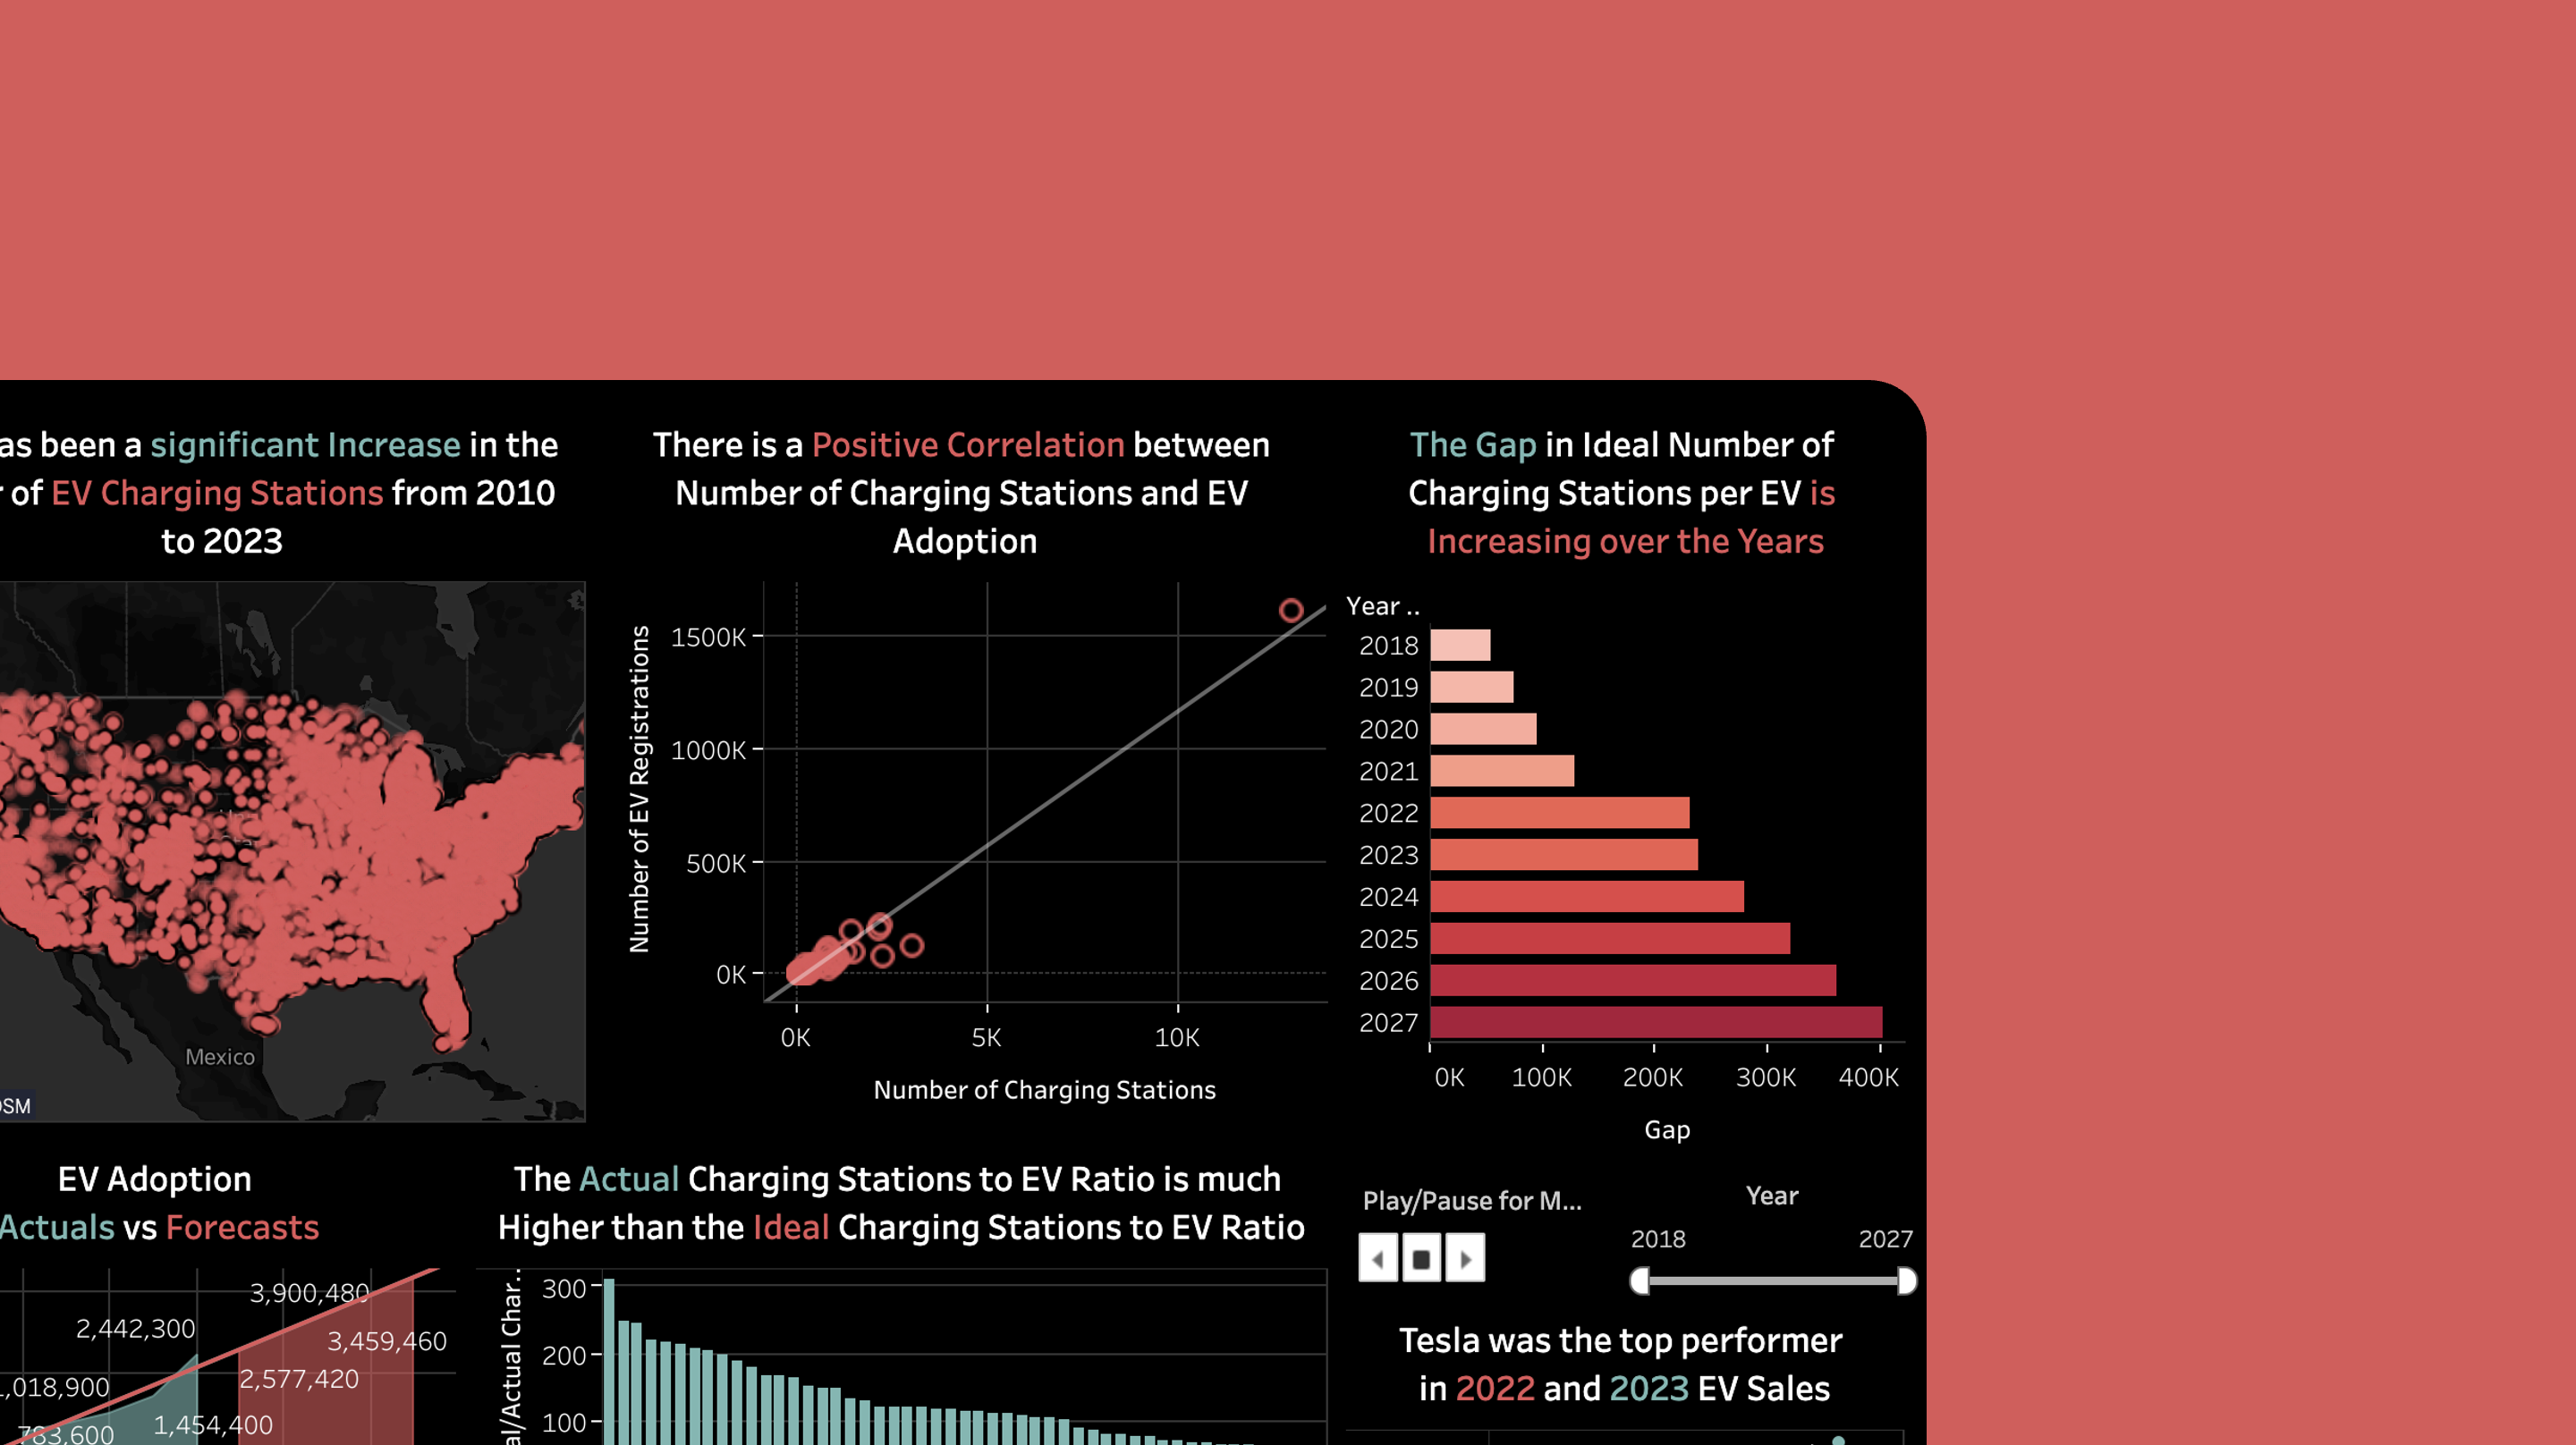 as been a significant Increase in the
of EV Charging Stations from 2010
to 2023
Mexico
OSM
There is a Positive Correlation between
Number of Charging Stations and EV
Adoption
Number of EV Registrations
1500K
1000K
500K
0K
0K 5K 10K
Number of Charging Stations
The Gap in Ideal Number of
Charging Stations per EV is
Increasing over the Years
Year ..
2018
2019
2020
2021
2022
2023
2024
2025
2026
2027
0K 100K 200K 300K 400K
Gap
EV Adoption
Actuals vs Forecasts
3,900,480
2,442,300
3,459,460
2,577,420
1,018,900
1,454,400
783,600
The Actual Charging Stations to EV Ratio is much
Higher than the Ideal Charging Stations to EV Ratio
al/Actual Char..
300
200
100
Play/Pause for M...
Year
2018 2027
Tesla was the top performer
in 2022 and 2023 EV Sales